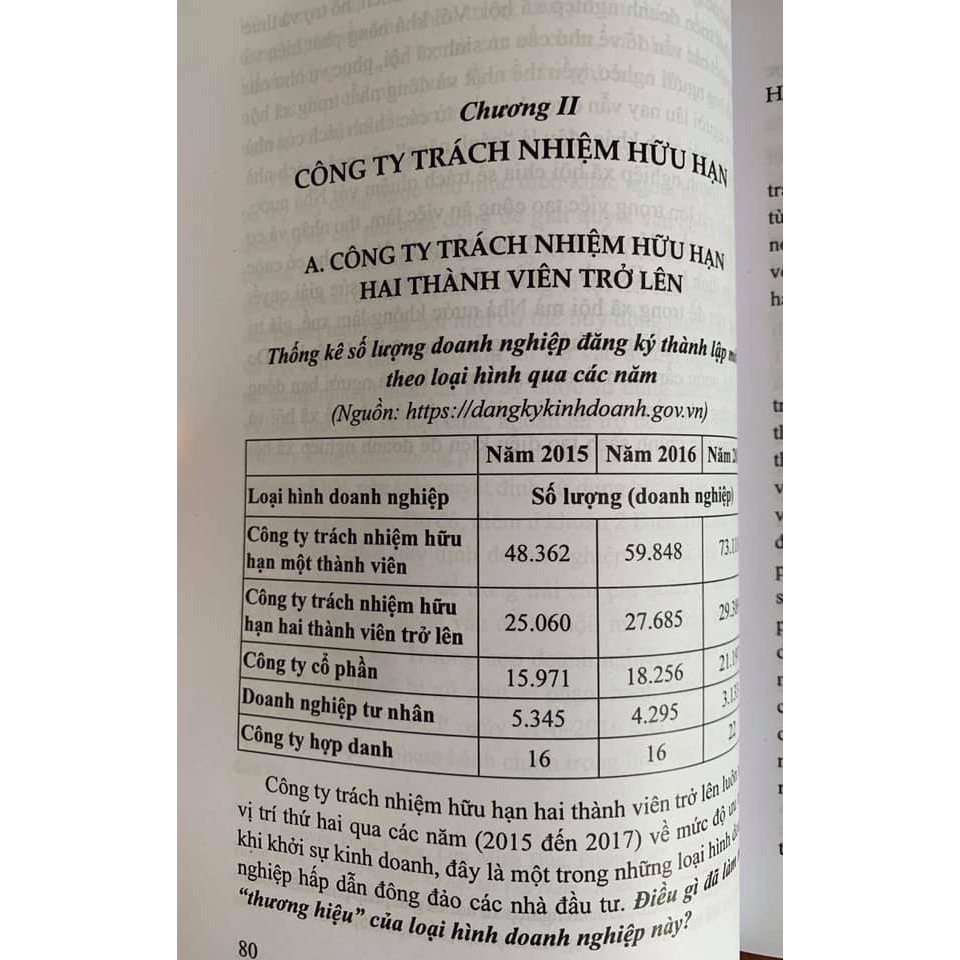 Chương II
CÔNG TY TRÁCH NHIỆM HỮU HẠN
A. CÔNG TY TRÁCH NHIỆM HỮU HẠN
HAI THÀNH VIÊN TRỞ LÊN
Thống kê số lượng doanh nghiệp đăng ký thành lập
theo loại hình qua các năm
(Nguồn: https://dangkykinhdoanh.gov.vn)
Năm 2015 Năm 2016 Năm
Loại hình doanh nghiệp Số lượng (doanh nghiệp)
Công ty trách nhiệm hữu
hạn một thành viên 48.362 59.848
Công ty trách nhiệm hữu
hạn hai thành viên trở lên 25.060 27.685
Công ty cổ phần 15.971 18.256
Doanh nghiệp tư nhân 5.345 4.295
Công ty hợp danh 16 16 22
Công ty trách nhiệm hữu hạn hai thành viên trở lên luôn
vị trí thứ hai qua các năm (2015 đến 2017) về mức độ ưu
khi khởi sự kinh doanh, đây là một trong những loại hình
nghiệp hấp dẫn đông đảo các nhà đầu tư. Điều gì đã làm
“thương hiệu” của loại hình doanh nghiệp này?
80